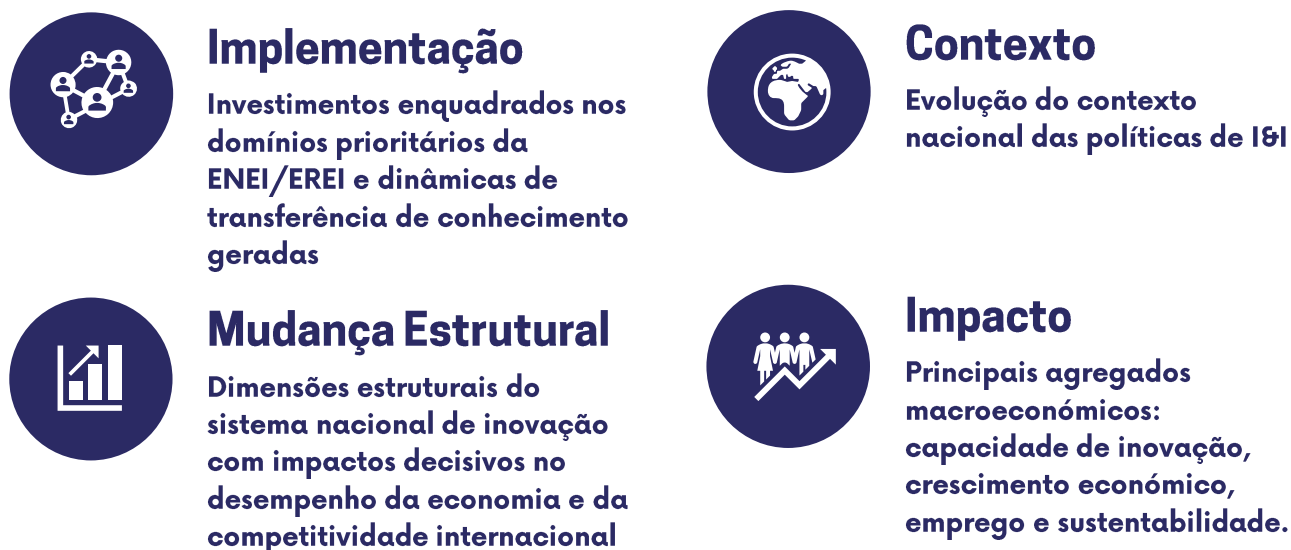 Implementação
Investimentos enquadrados nos
domínios prioritários da
ENEI/EREI e dinâmicas de
transferência de conhecimento
geradas
Contexto
Evolução do contexto
nacional das políticas de I&I
Mudança Estrutural
Dimensões estruturais do
sistema nacional de inovação
com impactos decisivos no
desempenho da economia e da
competitividade internacional
Impacto
Principais agregados
macroeconómicos:
capacidade de inovação,
crescimento económico,
emprego e sustentabilidade.